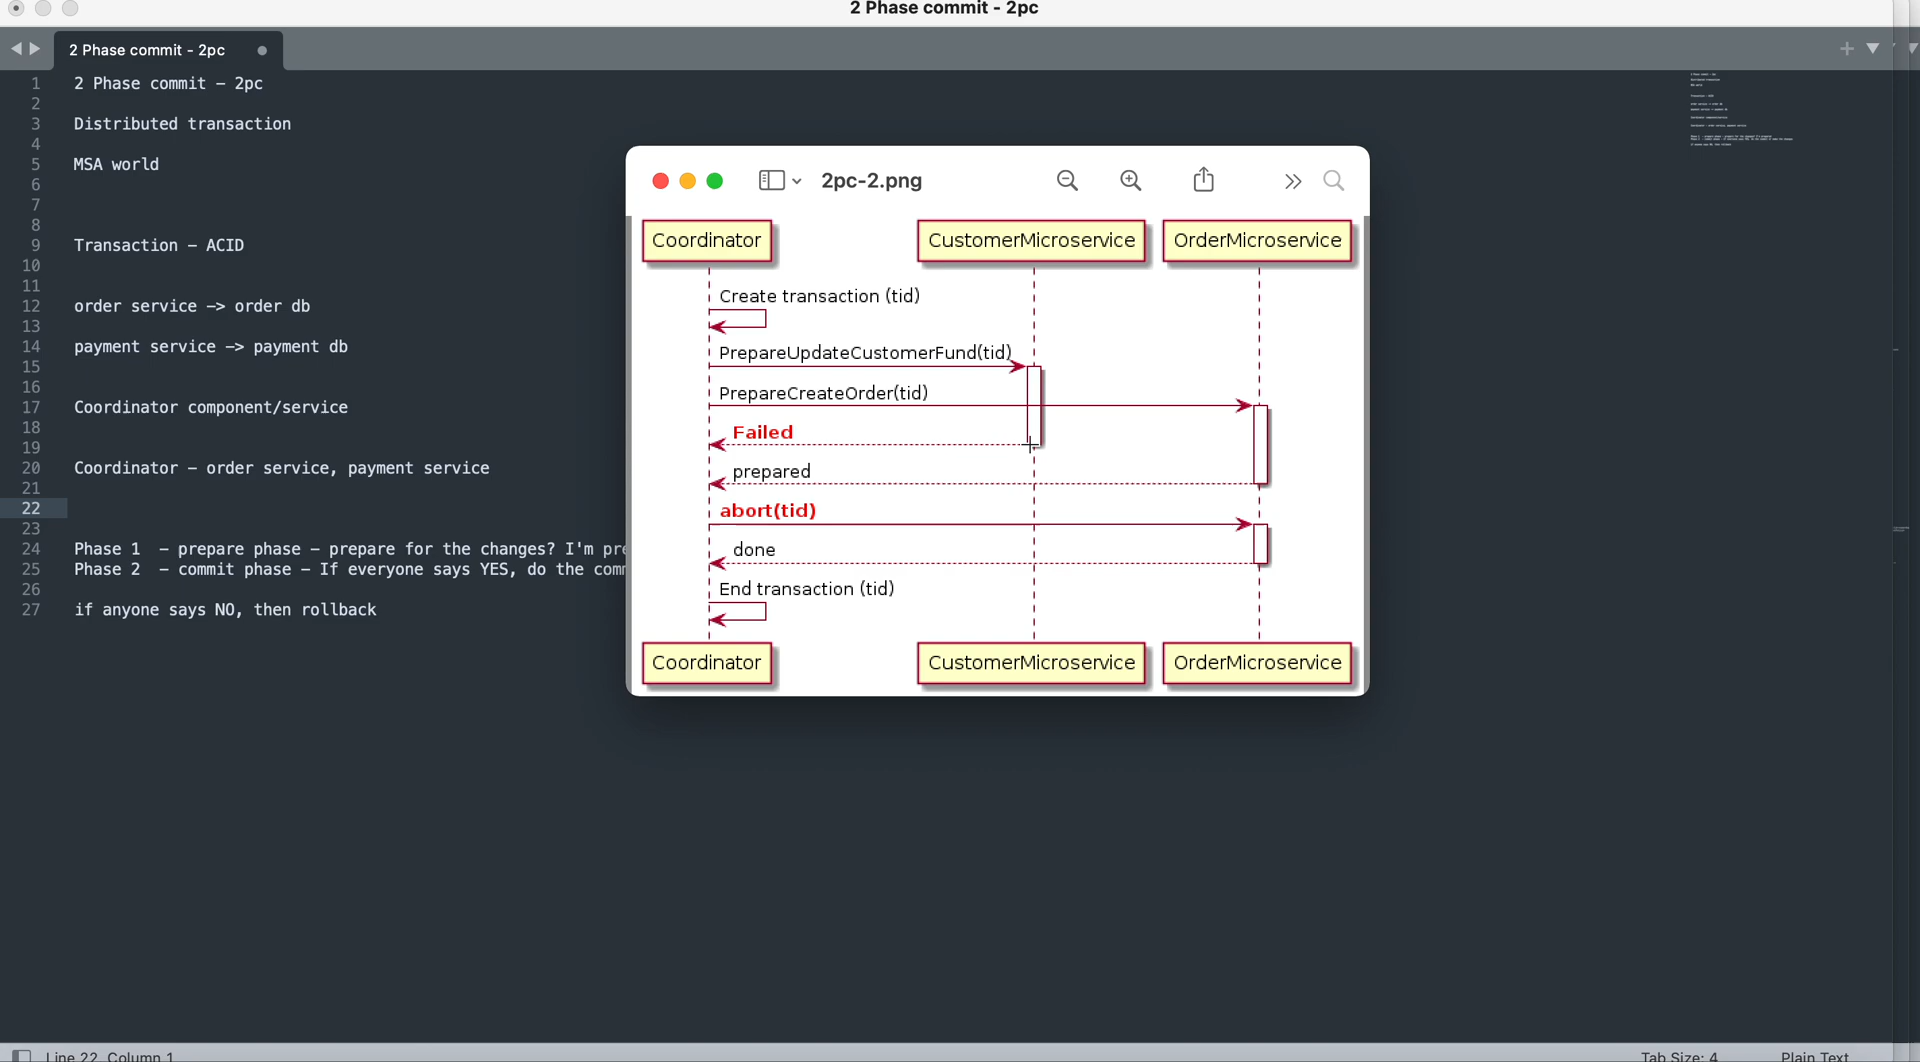 2 Phase commit - 2pc
2 Phase commit - 2pc
1 2 Phase commit – 2pc
2
3 Distributed transaction
4
5 MSA world
6
7
8
9 Transaction – ACID
10
11
12 order service -> order db
13
14 payment service -> payment db
15
16
17 Coordinator component/service
18
19
20 Coordinator – order service, payment service
21
22
23
24 Phase 1 – prepare phase – prepare for the changes? I'm
25 Phase 2 – commit phase – If everyone says YES, do the
26
27 if anyone says NO, then rollback
2pc-2.png
Coordinator CustomerMicroservice OrderMicroservice
Create transaction (tid)
PrepareUpdateCustomerFund(tid)
PrepareCreateOrder(tid)
Failed
prepared
abort(tid)
done
End transaction (tid)
Coordinator CustomerMicroservice OrderMicroservice
Line 22, Column 1
Tab Size: 4
Plain Text